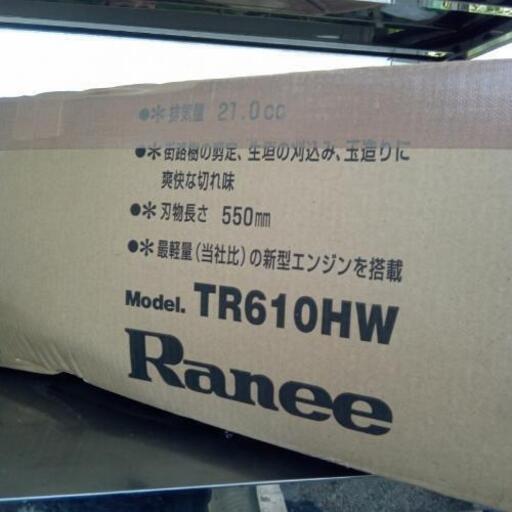 ●＊排気量 21.0cc
●＊街路樹の剪定、生垣の刈込み、玉造りに
爽快な切れ味
●＊刃物長さ 550mm
●＊最軽量(当社比)の新型エンジンを搭載
Model. TR610HW
Ranee